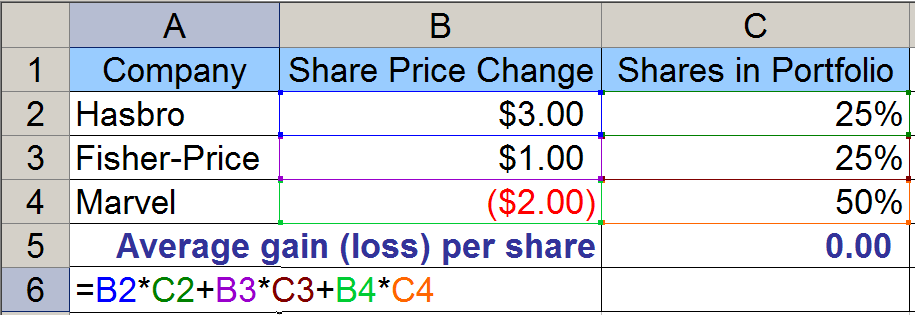 A B C
1 Company Share Price Change Shares in Portfolio
2 Hasbro $3.00 25%
3 Fisher-Price $1.00 25%
4 Marvel ($2.00) 50%
5 Average gain (loss) per share 0.00
6 =B2*C2+B3*C3+B4*C4